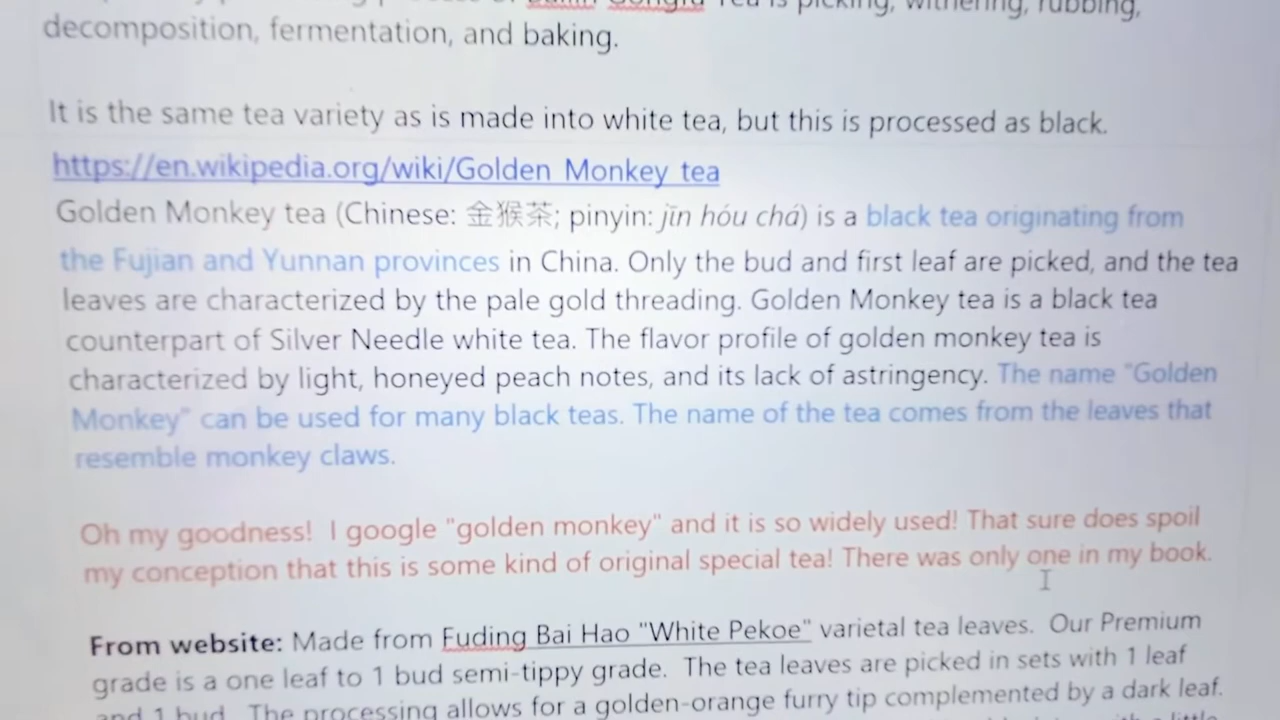 Tea is picking, withering, rubbing,
decomposition, fermentation, and baking.
It is the same tea variety as is made into white tea, but this is processed as black.
https://en.wikipedia.org/wiki/Golden_Monkey_tea
Golden Monkey tea (Chinese: 金猴茶; pinyin: jīn hóu chá) is a black tea originating from
the Fujian and Yunnan provinces in China. Only the bud and first leaf are picked, and the tea
leaves are characterized by the pale gold threading. Golden Monkey tea is a black tea
counterpart of Silver Needle white tea. The flavor profile of golden monkey tea is
characterized by light, honeyed peach notes, and its lack of astringency. The name "Golden
Monkey" can be used for many black teas. The name of the tea comes from the leaves that
resemble monkey claws.
Oh my goodness! I google "golden monkey" and it is so widely used! That sure does spoil
my conception that this is some kind of original special tea! There was only one in my book.
From website: Made from Fuding Bai Hao "White Pekoe" varietal tea leaves. Our Premium
grade is a one leaf to 1 bud semi-tippy grade. The tea leaves are picked in sets with 1 leaf
and 1 bud. The processing allows for a golden-orange furry tip complemented by a dark leaf.